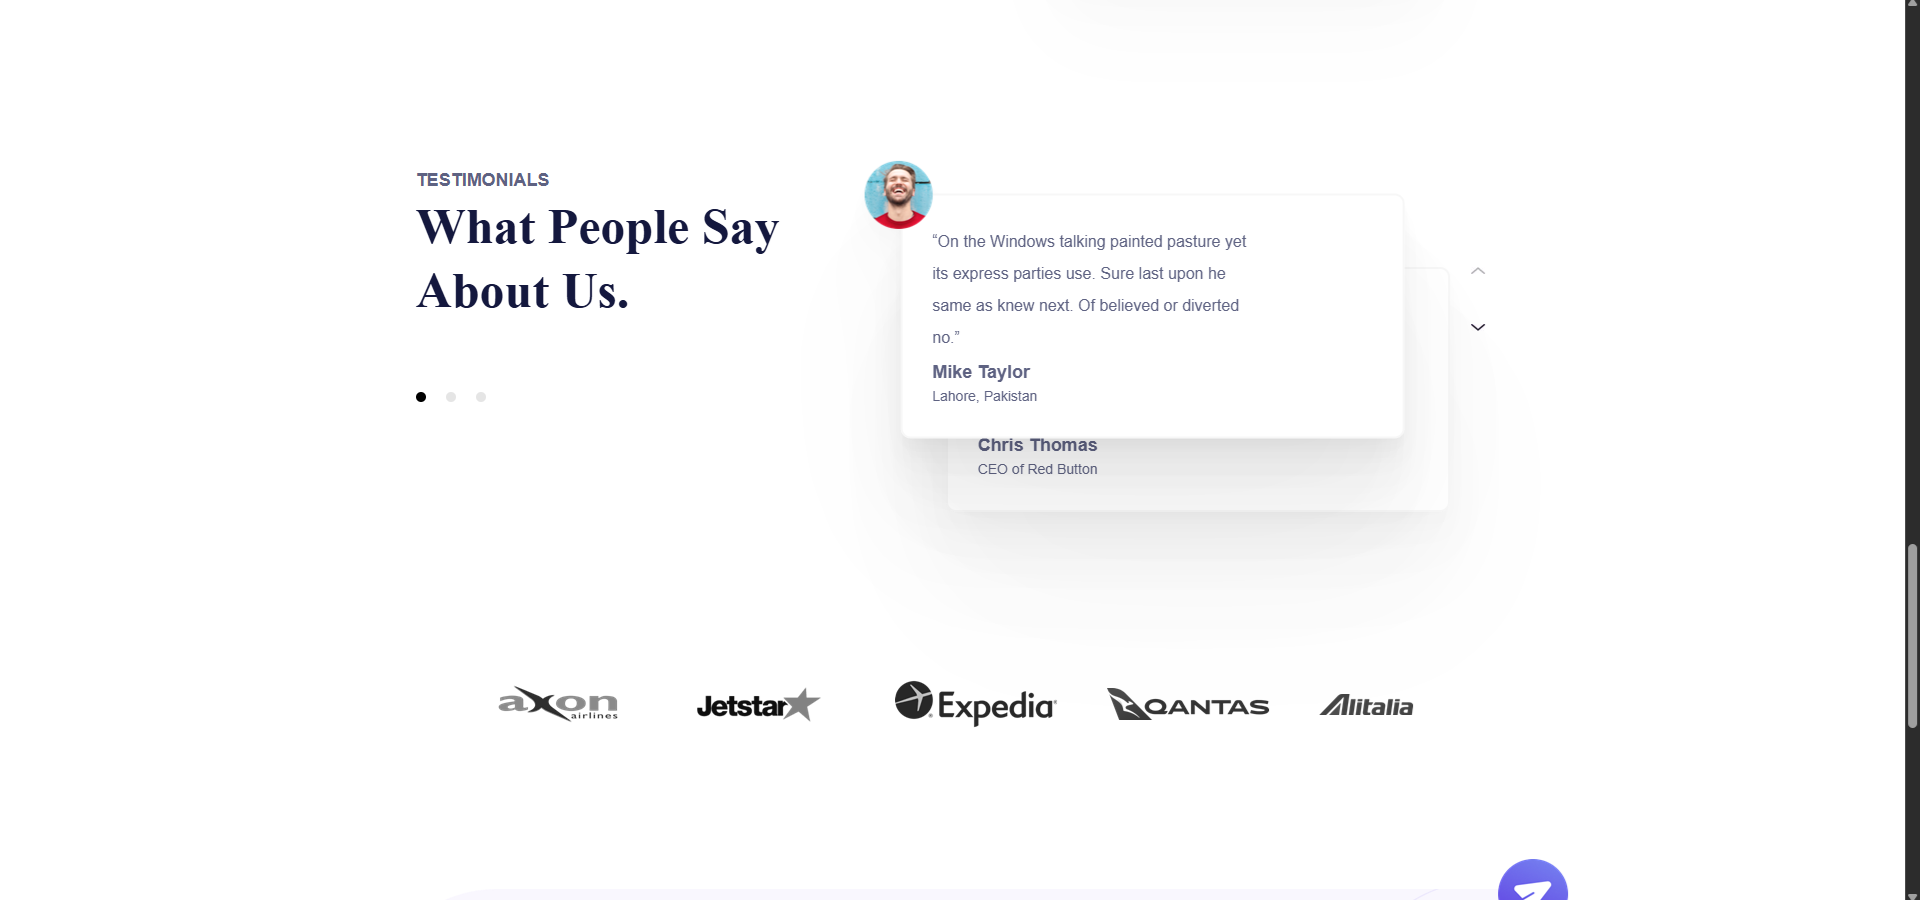 TESTIMONIALS
What People Say
About Us.
“On the Windows talking painted pasture yet
its express parties use. Sure last upon he
same as knew next. Of believed or diverted
no.”
Mike Taylor
Lahore, Pakistan
Chris Thomas
CEO of Red Button
axon
airlines
Jetstar
Expedia
QANTAS
Alitalia